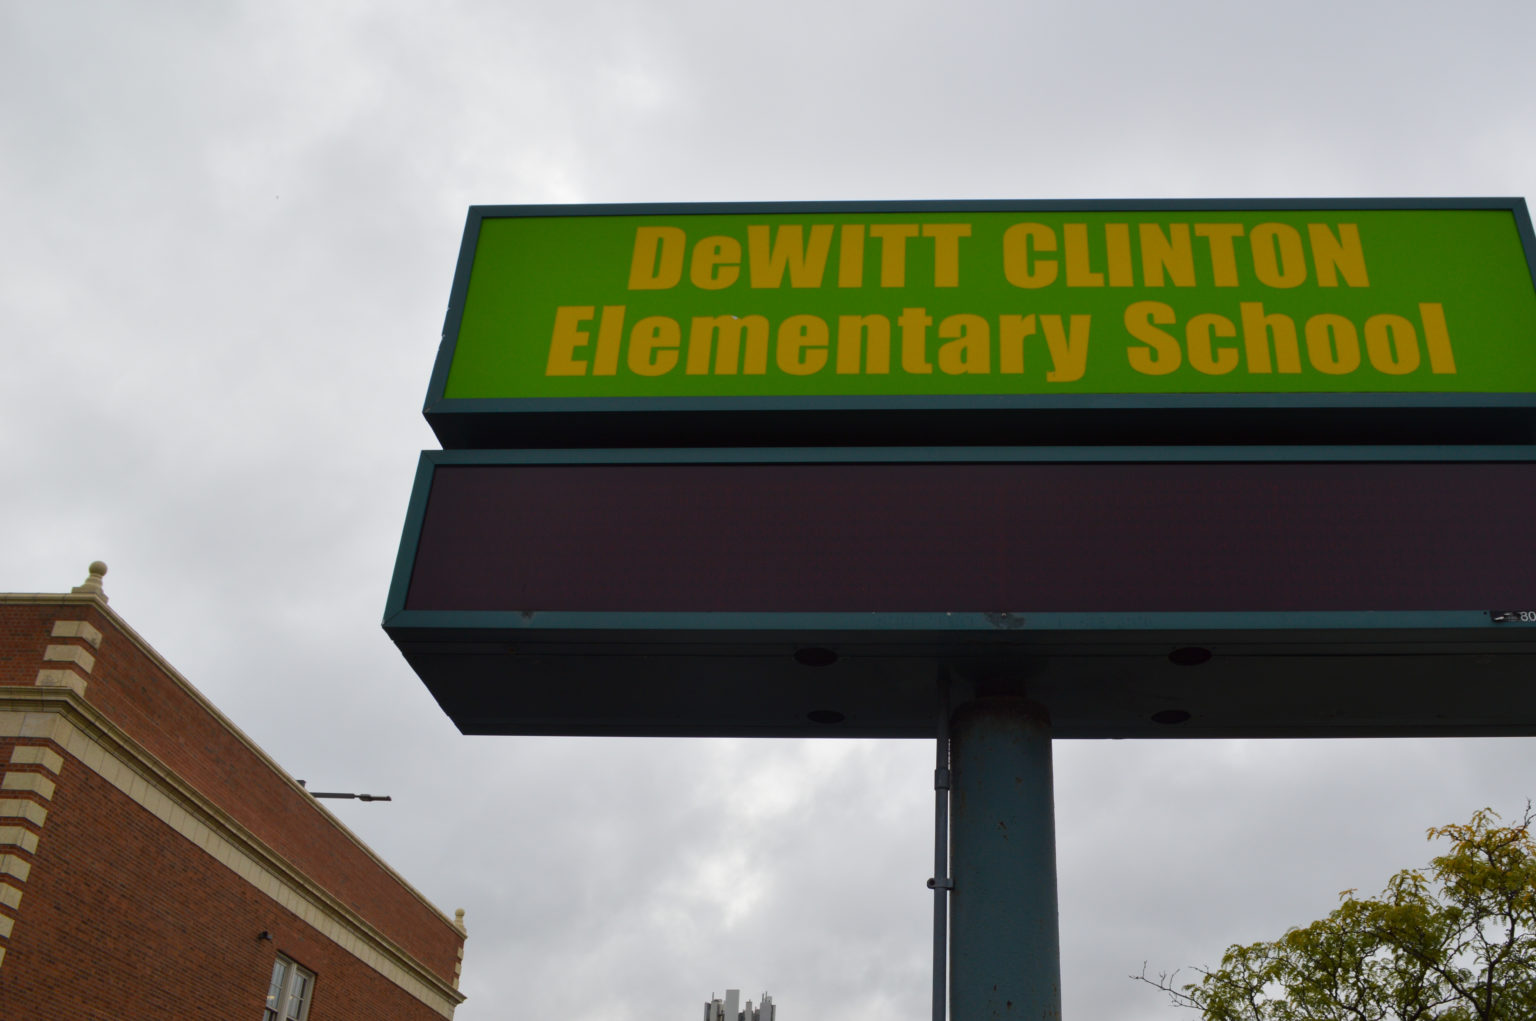 DeWITT CLINTON
Elementary School